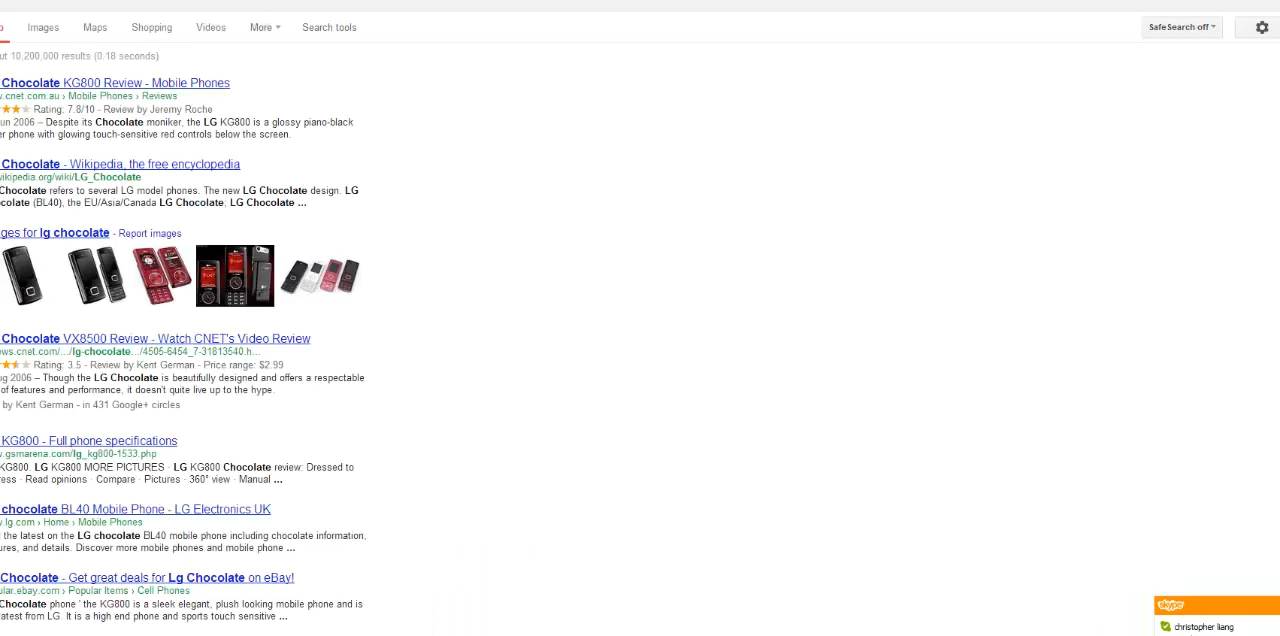 Images Maps Shopping Videos More Search tools SafeSearch off
ut 10,200,000 results (0.18 seconds)
Chocolate KG800 Review - Mobile Phones
.cnet.com.au › Mobile Phones › Reviews
Rating: 7.8/10 - Review by Jeremy Roche
un 2006 – Despite its Chocolate moniker, the LG KG800 is a glossy piano-black
er phone with glowing touch-sensitive red controls below the screen.
Chocolate - Wikipedia, the free encyclopedia
ikipedia.org/wiki/LG_Chocolate
Chocolate refers to several LG model phones. The new LG Chocolate design. LG
ocolate (BL40), the EU/Asia/Canada LG Chocolate; LG Chocolate ...
ges for lg chocolate - Report images
Chocolate VX8500 Review - Watch CNET's Video Review
ews.cnet.com/.../lg-chocolate.../4505-6454_7-31813540.h...
Rating: 3.5 - Review by Kent German - Price range: $2.99
ug 2006 – Though the LG Chocolate is beautifully designed and offers a respectable
of features and performance, it doesn't quite live up to the hype.
by Kent German - in 431 Google+ circles
KG800 - Full phone specifications
.gsmarena.com/lg_kg800-1533.php
KG800. LG KG800 MORE PICTURES · LG KG800 Chocolate review: Dressed to
ress · Read opinions · Compare · Pictures · 360° view · Manual ...
chocolate BL40 Mobile Phone - LG Electronics UK
.lg.com › Home › Mobile Phones
the latest on the LG chocolate BL40 mobile phone including chocolate information,
ures, and details. Discover more mobile phones and mobile phone ...
Chocolate - Get great deals for Lg Chocolate on eBay!
ular.ebay.com › Popular Items › Cell Phones
Chocolate phone ' the KG800 is a sleek elegant, plush looking mobile phone and is
atest from LG. It is a high end phone and sports touch sensitive ...
skype
christopher liang